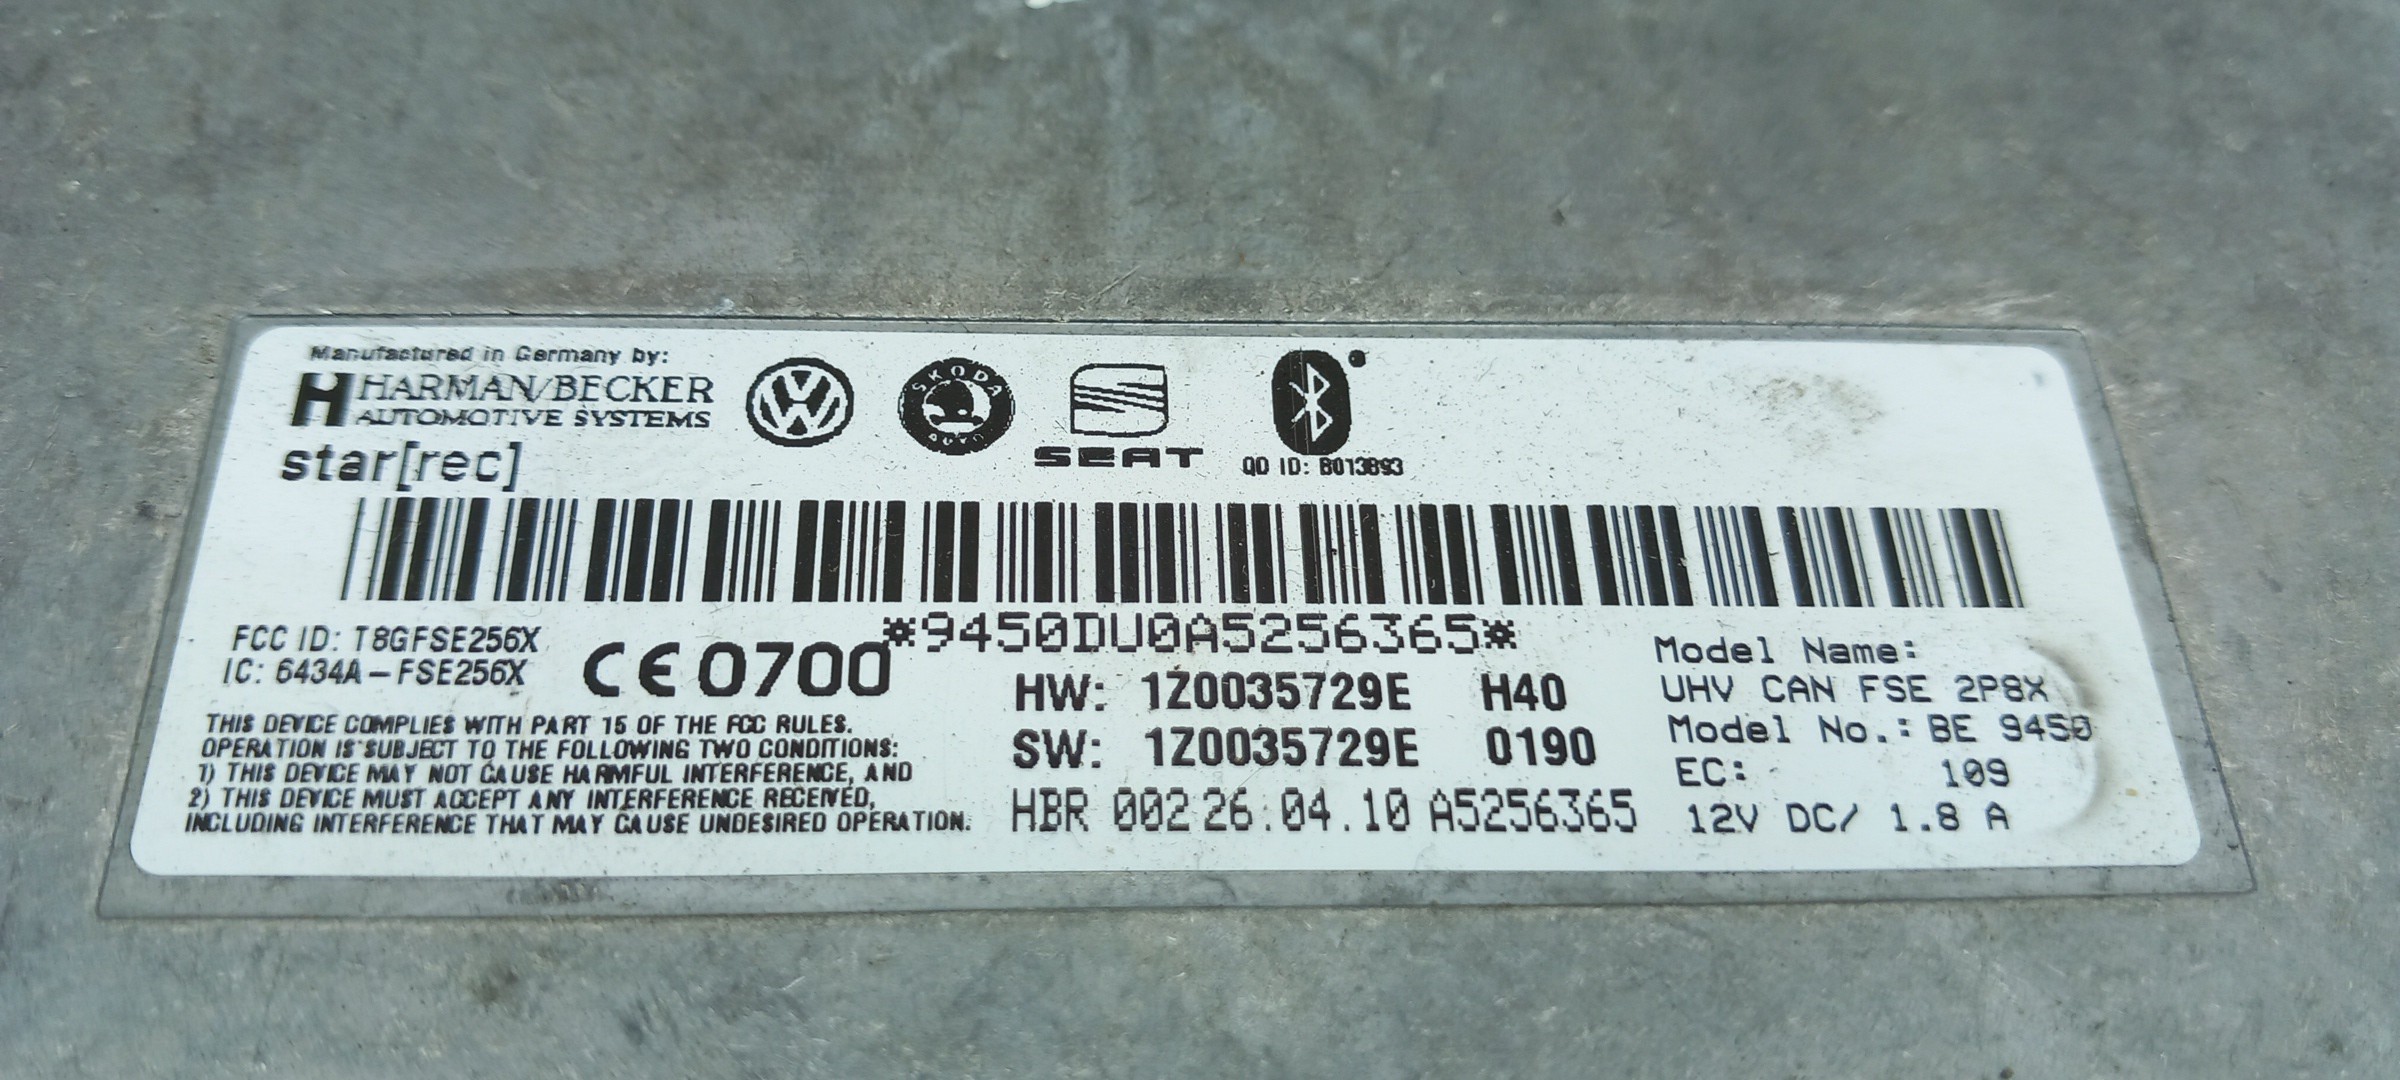 Manufactured in Germany by:
HARMAN/BECKER
AUTOMOTIVE SYSTEMS
star[rec]
SKODA
AUTO
SEAT
QD ID: B013893
*9450DU0A5256365*
FCC ID: T8GFSE256X
IC: 6434A-FSE256X
CE 0700
THIS DEVICE COMPLIES WITH PART 15 OF THE FCC RULES.
OPERATION IS SUBJECT TO THE FOLLOWING TWO CONDITIONS:
1) THIS DEVICE MAY NOT CAUSE HARMFUL INTERFERENCE, AND
2) THIS DEVICE MUST ACCEPT ANY INTERFERENCE RECEIVED,
INCLUDING INTERFERENCE THAT MAY CAUSE UNDESIRED OPERATION.
HW: 1Z0035729E H40
SW: 1Z0035729E 0190
HBR 002 26.04.10 A5256365
Model Name:
UHV CAN FSE 2P8X
Model No.: BE 9450
EC: 109
12V DC/ 1.8 A